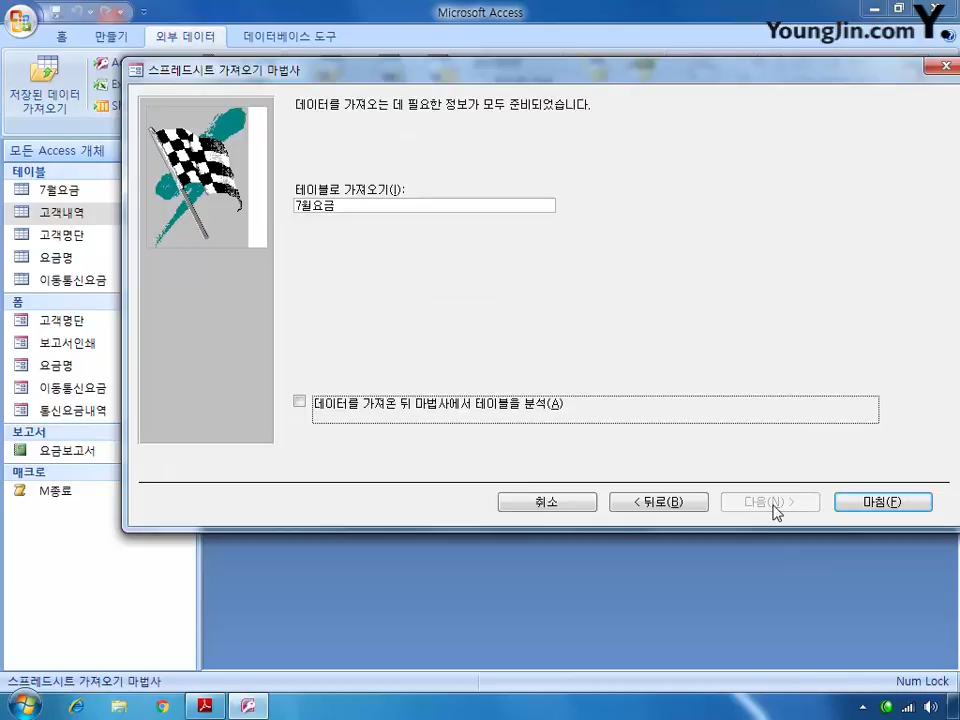 Microsoft Access
YoungJin.com Y.
홈 만들기 외부 데이터 데이터베이스 도구
저장된 데이터
가져오기
스프레드시트 가져오기 마법사
데이터를 가져오는 데 필요한 정보가 모두 준비되었습니다.
테이블로 가져오기(I):
7월요금
데이터를 가져온 뒤 마법사에서 테이블을 분석(A)
취소
< 뒤로(B)
다음(N) >
마침(F)
모든 Access 개체
테이블
7월요금
고객내역
고객명단
요금명
이동통신요금
폼
고객명단
보고서인쇄
요금명
이동통신요금
통신요금내역
보고서
요금보고서
매크로
M종료
스프레드시트 가져오기 마법사
Num Lock